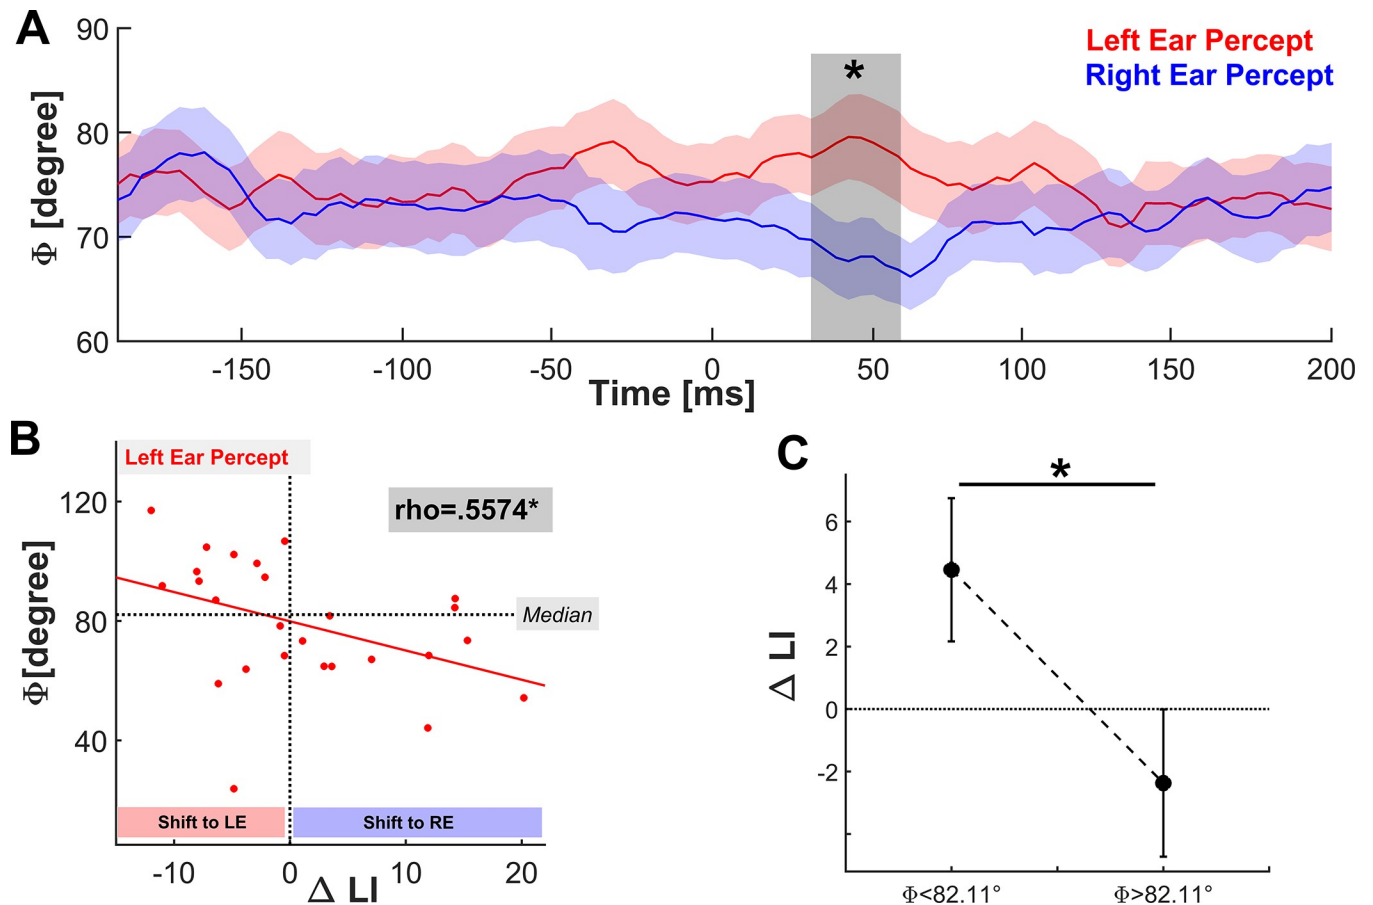 A
90
80
70
60
Φ [degree]
Left Ear Percept
Right Ear Percept
*
-150 -100 -50 0 50 100 150 200
Time [ms]
B
Left Ear Percept
rho=.5574*
Median
120
80
40
Φ[degree]
Shift to LE
Shift to RE
-10 0 10 20
Δ LI
C
*
6
4
2
0
-2
Δ LI
Φ<82.11° Φ>82.11°